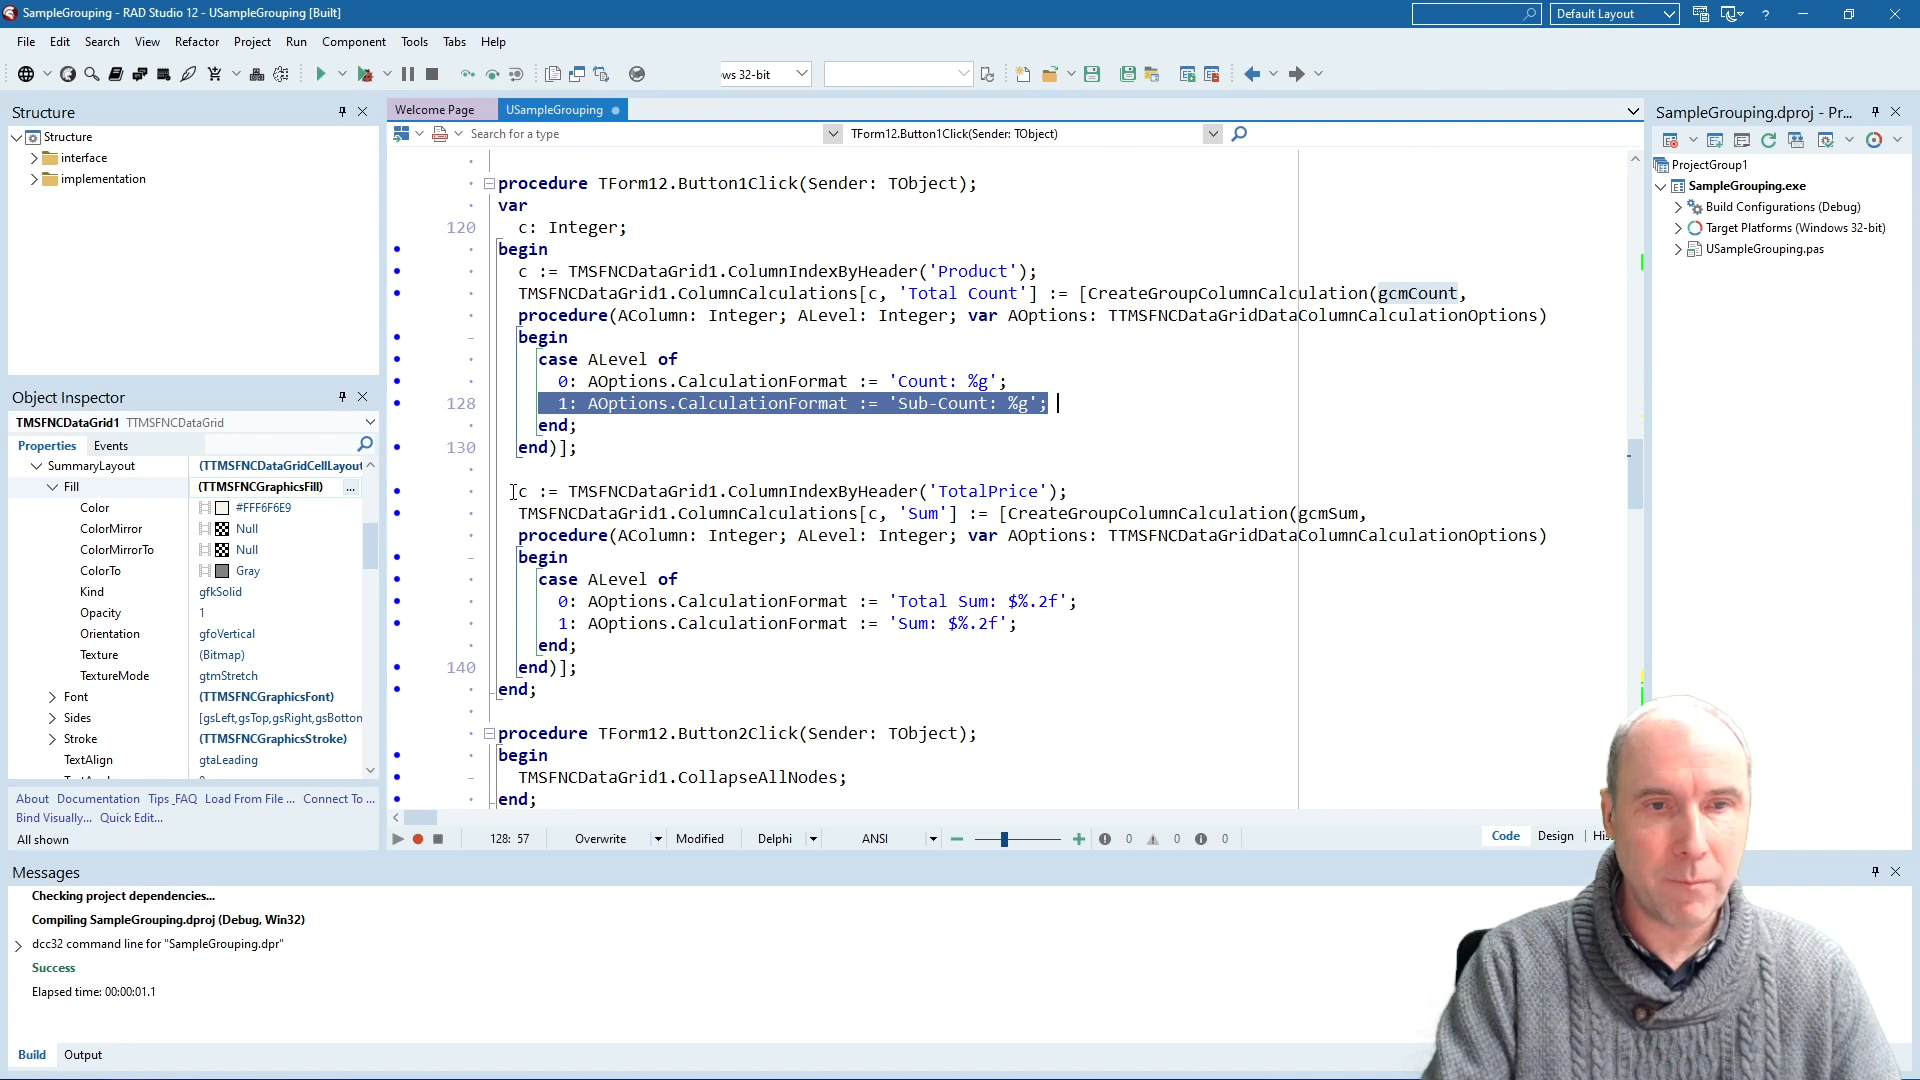 SampleGrouping - RAD Studio 12 - USampleGrouping [Built]
Default Layout
?
File Edit Search View Refactor Project Run Component Tools Tabs Help
ws 32-bit
Structure
Structure
interface
implementation
Object Inspector
TMSFNCDataGrid1 TTMSFNCDataGrid
Properties Events
SummaryLayout (TTMSFNCDataGridCellLayout
Fill (TTMSFNCGraphicsFill) ...
Color #FFF6F6E9
ColorMirror Null
ColorMirrorTo Null
ColorTo Gray
Kind gfkSolid
Opacity 1
Orientation gfoVertical
Texture (Bitmap)
TextureMode gtmStretch
Font (TTMSFNCGraphicsFont)
Sides [gsLeft,gsTop,gsRight,gsBotton
Stroke (TTMSFNCGraphicsStroke)
TextAlign gtaLeading
About Documentation Tips_FAQ Load From File ... Connect To ...
Bind Visually... Quick Edit...
All shown
Welcome Page USampleGrouping
Search for a type TForm12.Button1Click(Sender: TObject)
procedure TForm12.Button1Click(Sender: TObject);
var
120 c: Integer;
begin
c := TMSFNCDataGrid1.ColumnIndexByHeader('Product');
TMSFNCDataGrid1.ColumnCalculations[c, 'Total Count'] := [CreateGroupColumnCalculation(gcmCount,
procedure(AColumn: Integer; ALevel: Integer; var AOptions: TTMSFNCDataGridDataColumnCalculationOptions)
begin
case ALevel of
0: AOptions.CalculationFormat := 'Count: %g';
128 1: AOptions.CalculationFormat := 'Sub-Count: %g';
end;
130 end)];
c := TMSFNCDataGrid1.ColumnIndexByHeader('TotalPrice');
TMSFNCDataGrid1.ColumnCalculations[c, 'Sum'] := [CreateGroupColumnCalculation(gcmSum,
procedure(AColumn: Integer; ALevel: Integer; var AOptions: TTMSFNCDataGridDataColumnCalculationOptions)
begin
case ALevel of
0: AOptions.CalculationFormat := 'Total Sum: $%.2f';
1: AOptions.CalculationFormat := 'Sum: $%.2f';
end;
140 end)];
end;
procedure TForm12.Button2Click(Sender: TObject);
begin
TMSFNCDataGrid1.CollapseAllNodes;
end;
128: 57 Overwrite Modified Delphi ANSI 0 0 0
Code Design His
SampleGrouping.dproj - Pr...
ProjectGroup1
SampleGrouping.exe
Build Configurations (Debug)
Target Platforms (Windows 32-bit)
USampleGrouping.pas
Messages
Checking project dependencies...
Compiling SampleGrouping.dproj (Debug, Win32)
dcc32 command line for "SampleGrouping.dpr"
Success
Elapsed time: 00:00:01.1
Build Output